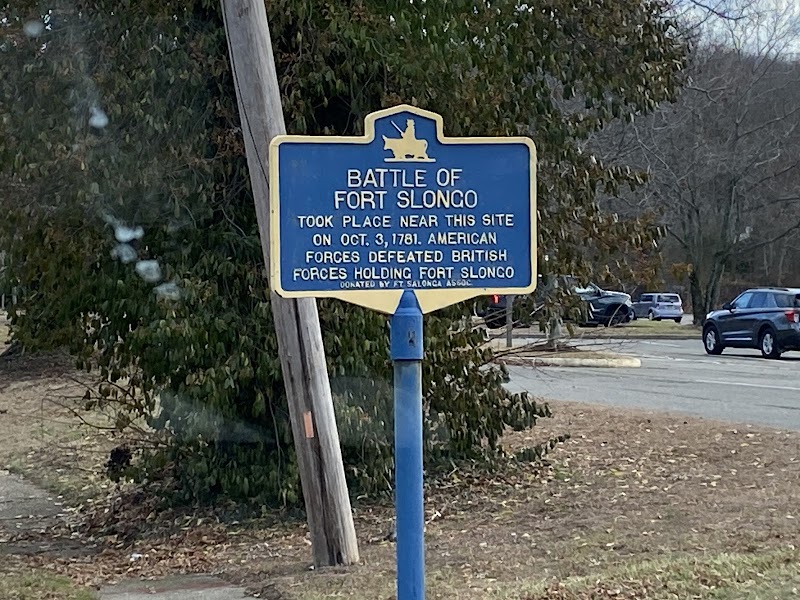 BATTLE OF
FORT SLONGO
TOOK PLACE NEAR THIS SITE
ON OCT. 3, 1781. AMERICAN
FORCES DEFEATED BRITISH
FORCES HOLDING FORT SLONGO
DONATED BY FT. SALONGA ASSOC.